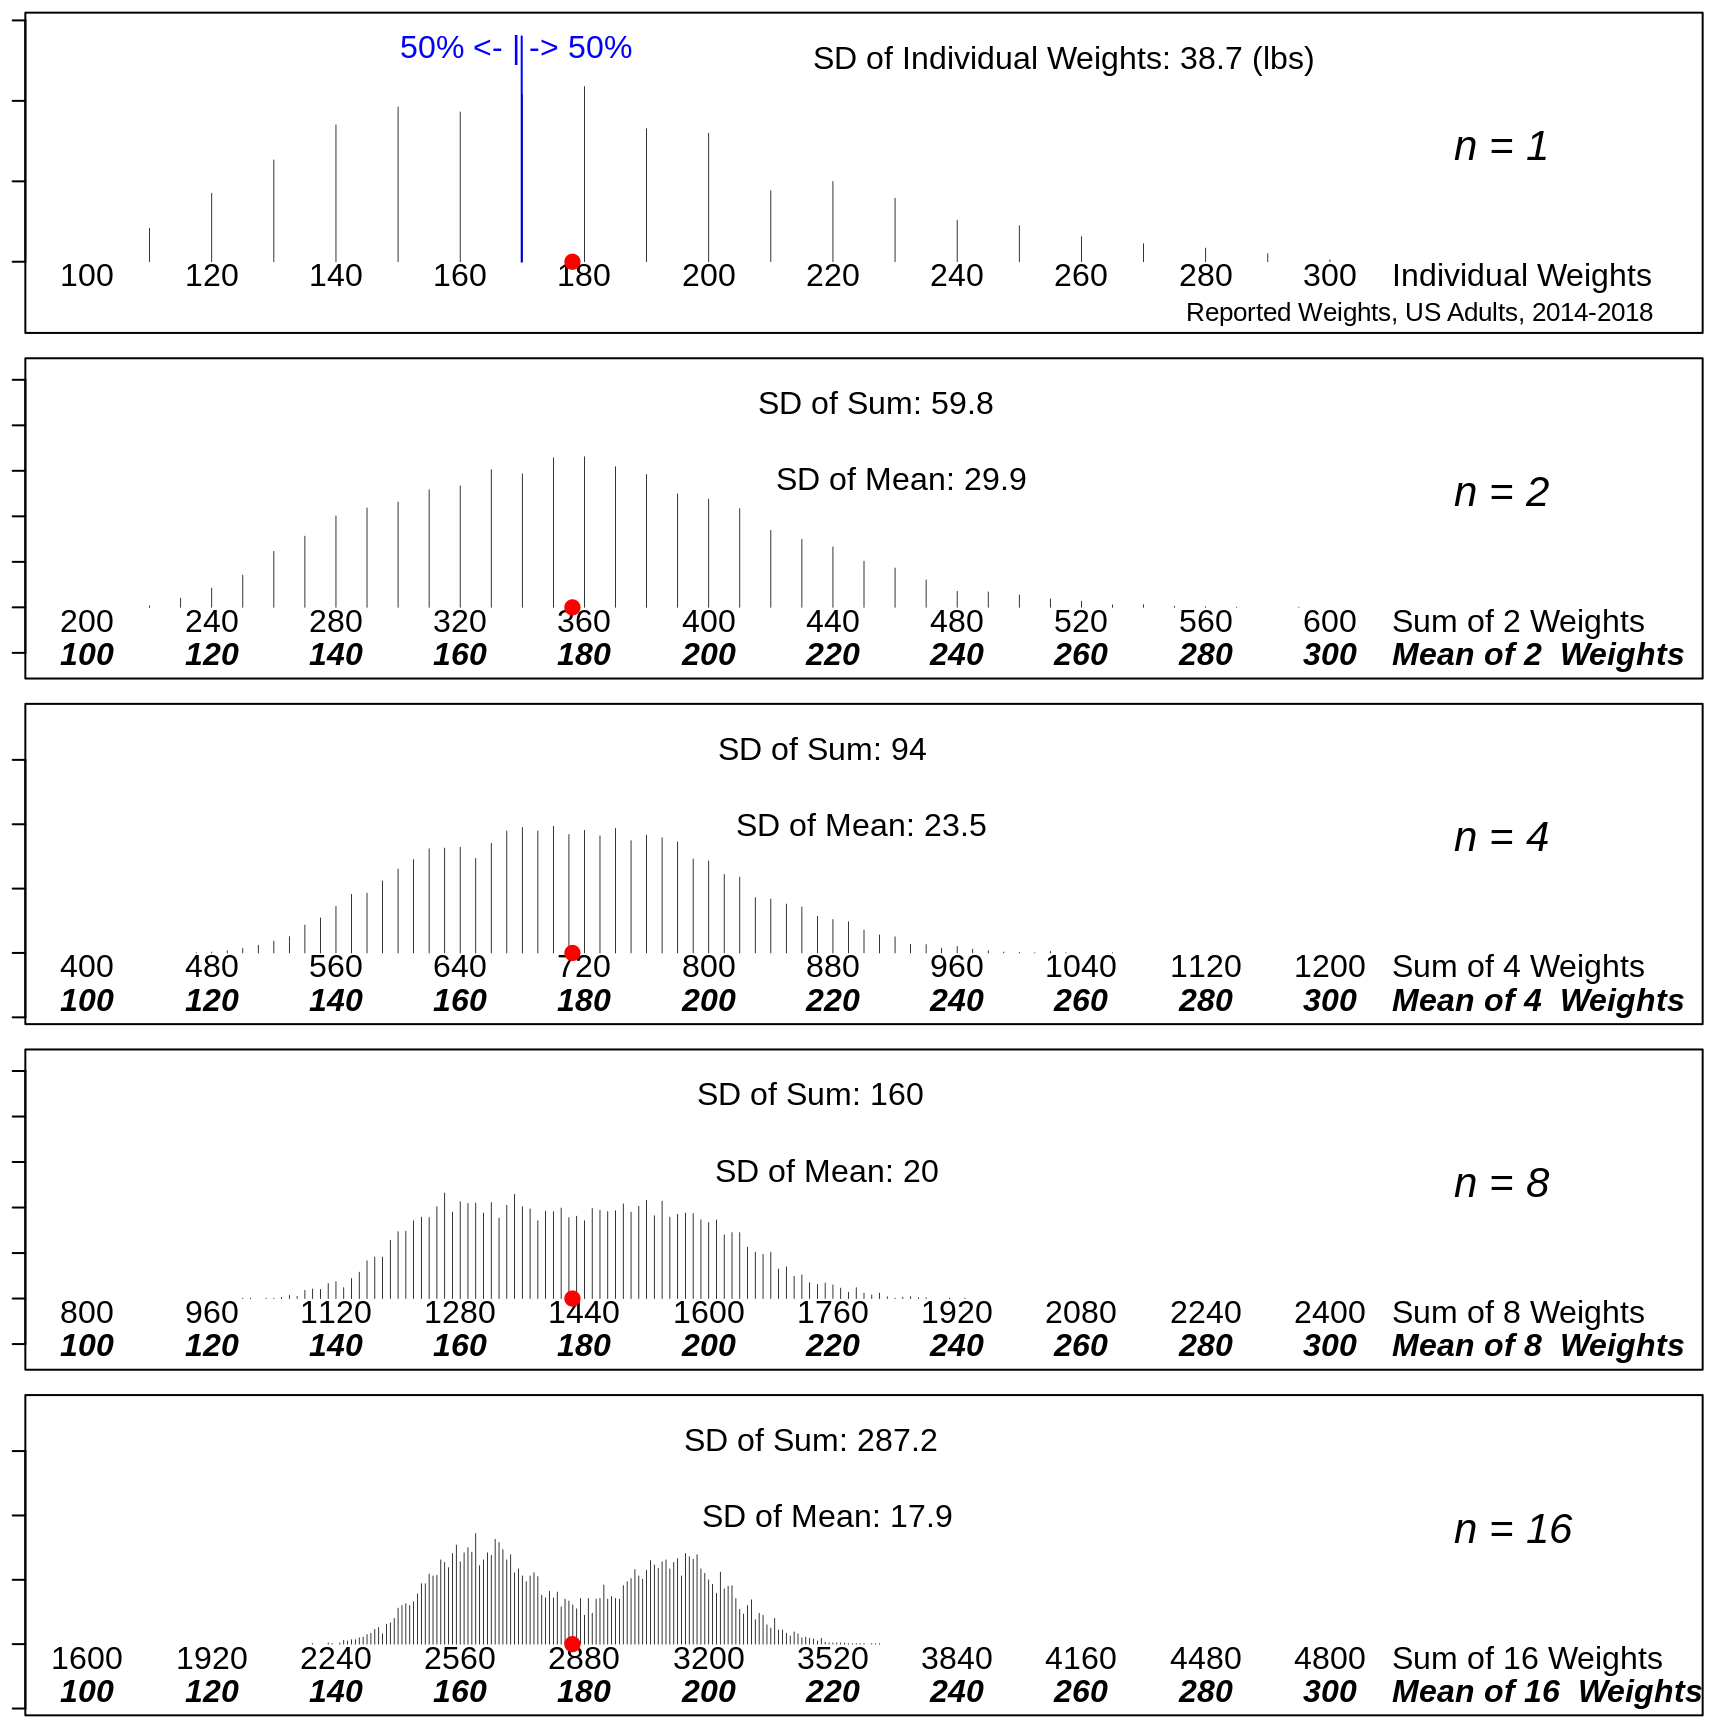 50% <- || -> 50%
SD of Individual Weights: 38.7 (lbs)
n = 1
100 120 140 160 180 200 220 240 260 280 300 Individual Weights
Reported Weights, US Adults, 2014-2018
SD of Sum: 59.8
SD of Mean: 29.9
n = 2
200 240 280 320 360 400 440 480 520 560 600 Sum of 2 Weights
100 120 140 160 180 200 220 240 260 280 300 Mean of 2 Weights
SD of Sum: 94
SD of Mean: 23.5
n = 4
400 480 560 640 720 800 880 960 1040 1120 1200 Sum of 4 Weights
100 120 140 160 180 200 220 240 260 280 300 Mean of 4 Weights
SD of Sum: 160
SD of Mean: 20
n = 8
800 960 1120 1280 1440 1600 1760 1920 2080 2240 2400 Sum of 8 Weights
100 120 140 160 180 200 220 240 260 280 300 Mean of 8 Weights
SD of Sum: 287.2
SD of Mean: 17.9
n = 16
1600 1920 2240 2560 2880 3200 3520 3840 4160 4480 4800 Sum of 16 Weights
100 120 140 160 180 200 220 240 260 280 300 Mean of 16 Weights